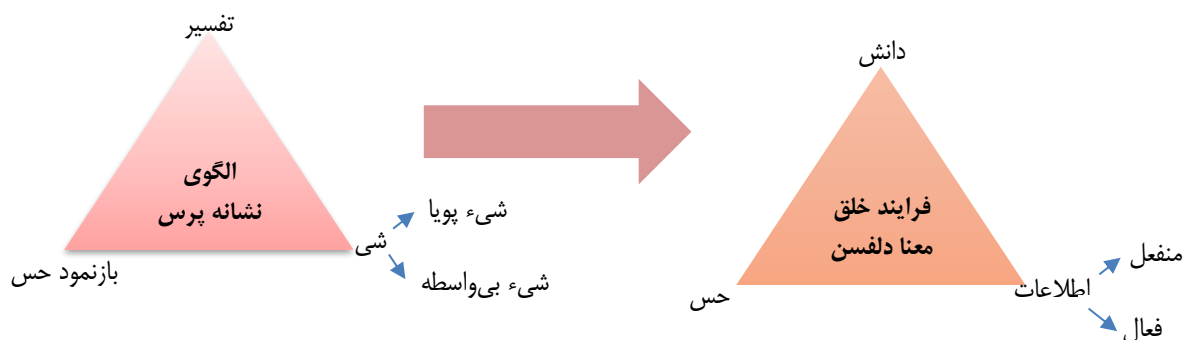 تفسیر
الگوی
نشانه پرس
بازنمود حس
شی
شیء پویا
شیء بی‌واسطه
دانش
فرایند خلق
معنا دلفسن
حس
اطلاعات
منفعل
فعال